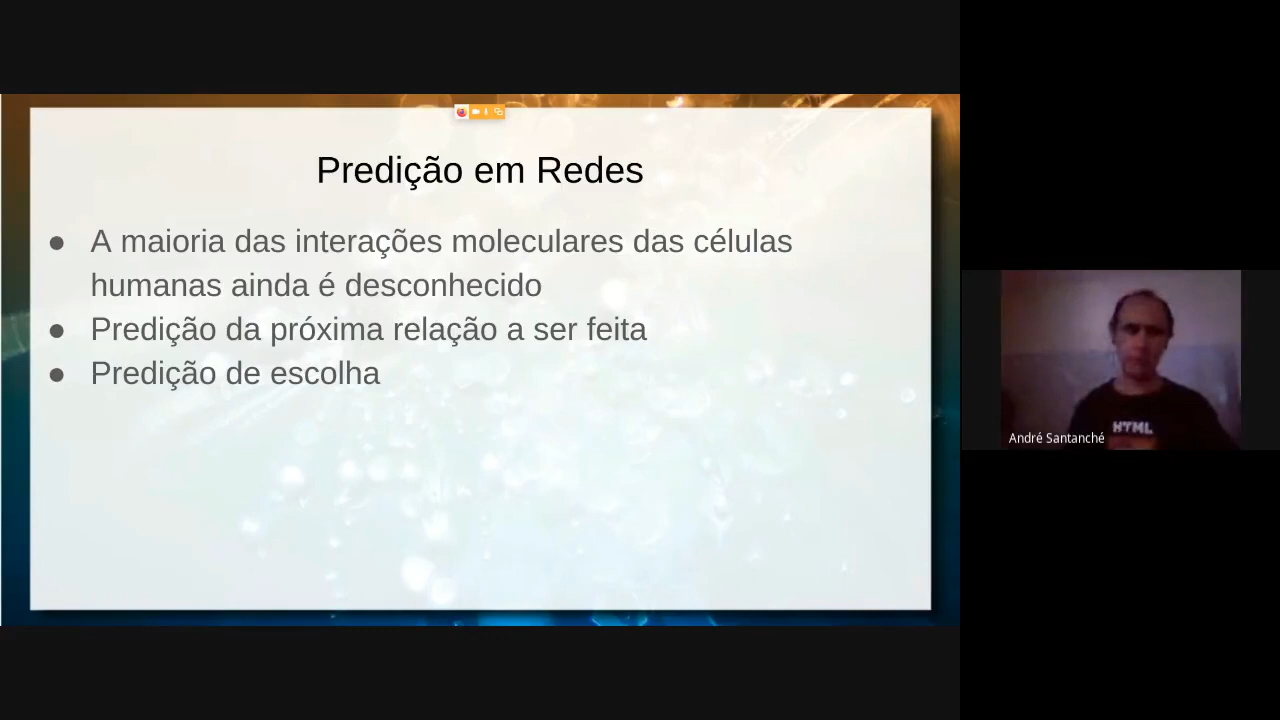 Predição em Redes
● A maioria das interações moleculares das células
humanas ainda é desconhecido
● Predição da próxima relação a ser feita
● Predição de escolha
HTML
André Santanché